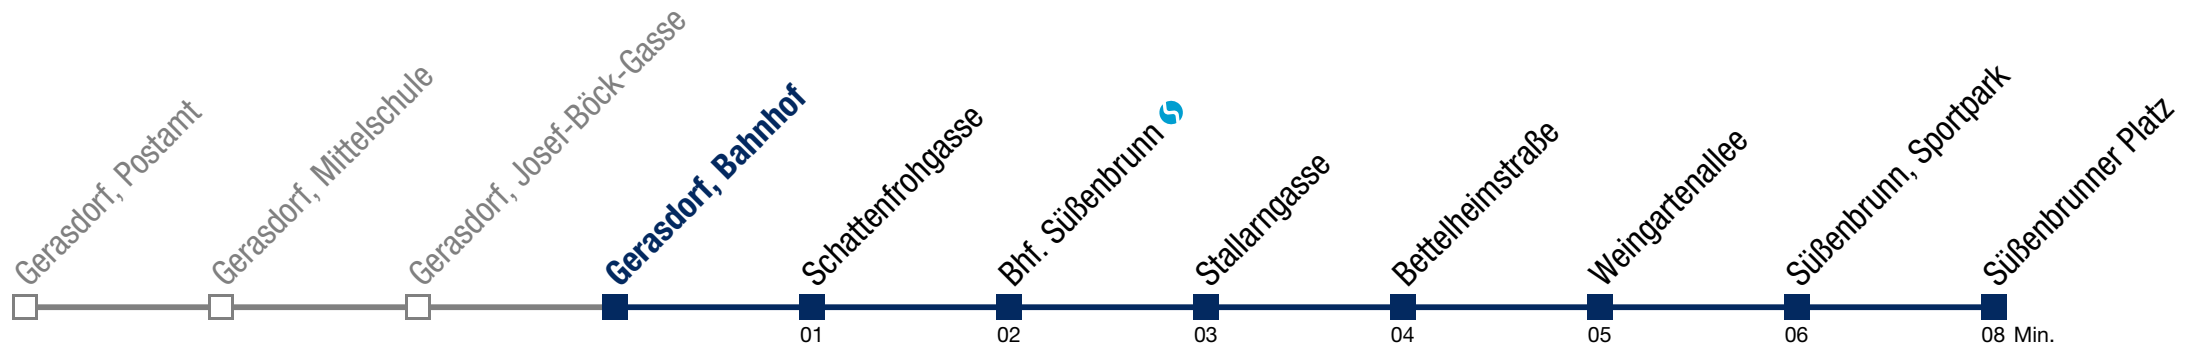 Gerasdorf, Postamt
Gerasdorf, Mittelschule
Gerasdorf, Josef-Böck-Gasse
Gerasdorf, Bahnhof
Schattenfrohgasse
Bhf. Süßenbrunn
Stallarngasse
Bettelheimstraße
Weingartenallee
Süßenbrunn, Sportpark
Süßenbrunner Platz
01 02 03 04 05 06 08 Min.